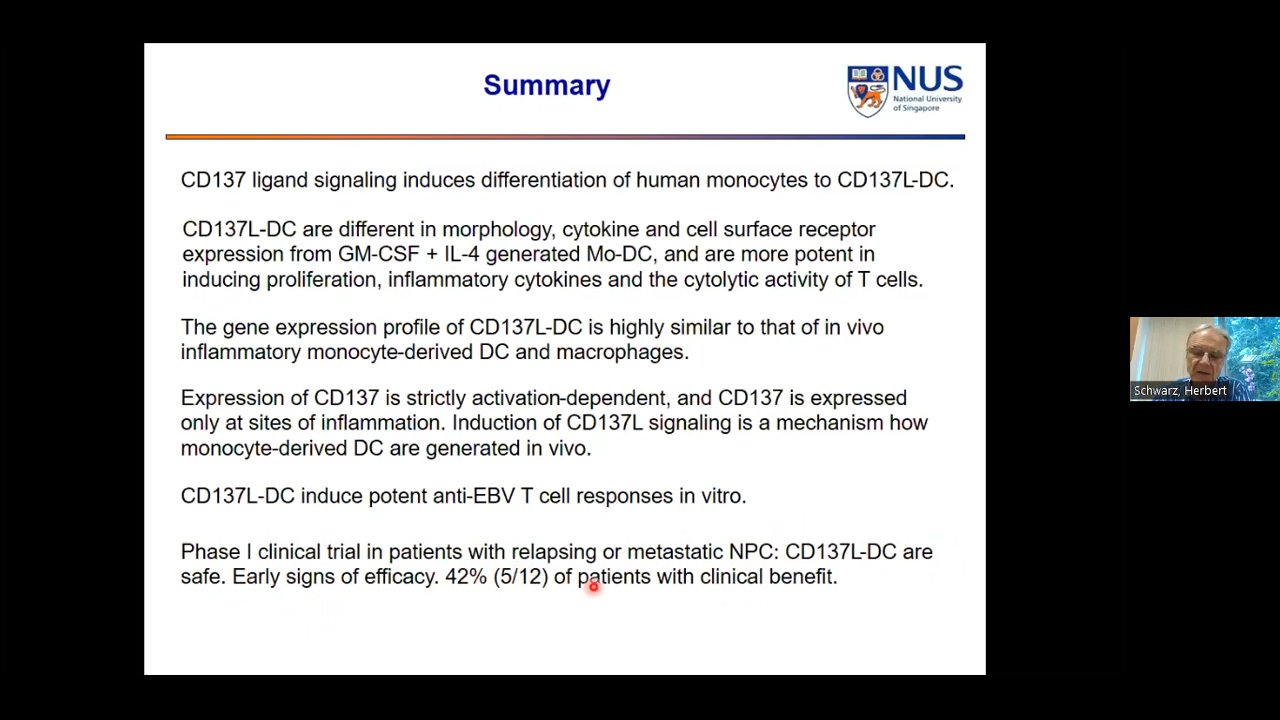 Summary
NUS
National University
of Singapore
CD137 ligand signaling induces differentiation of human monocytes to CD137L-DC.
CD137L-DC are different in morphology, cytokine and cell surface receptor
expression from GM-CSF + IL-4 generated Mo-DC, and are more potent in
inducing proliferation, inflammatory cytokines and the cytolytic activity of T cells.
The gene expression profile of CD137L-DC is highly similar to that of in vivo
inflammatory monocyte-derived DC and macrophages.
Expression of CD137 is strictly activation-dependent, and CD137 is expressed
only at sites of inflammation. Induction of CD137L signaling is a mechanism how
monocyte-derived DC are generated in vivo.
CD137L-DC induce potent anti-EBV T cell responses in vitro.
Phase I clinical trial in patients with relapsing or metastatic NPC: CD137L-DC are
safe. Early signs of efficacy. 42% (5/12) of patients with clinical benefit.
Schwarz, Herbert